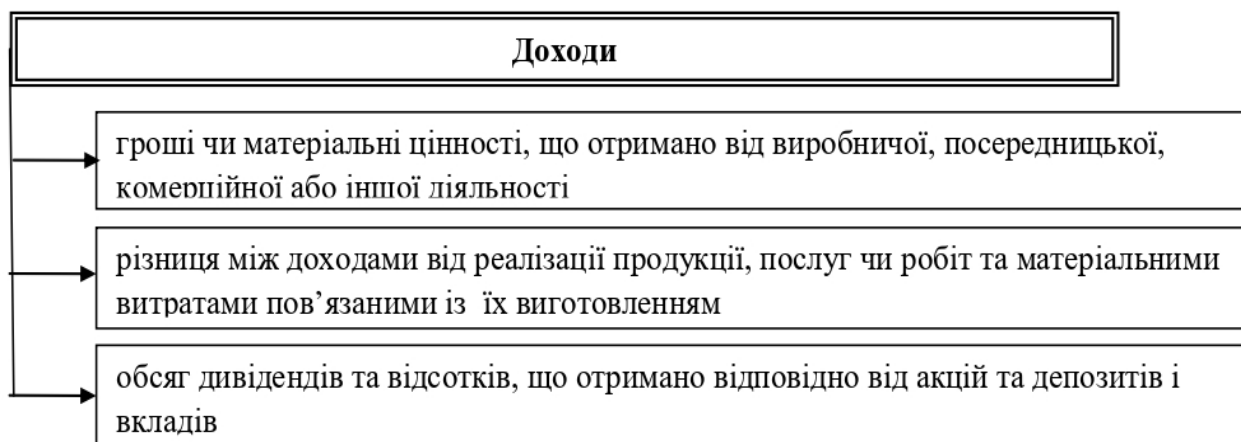 Доходи
гроші чи матеріальні цінності, що отримано від виробничої, посередницької,
комерційної або іншої діяльності
різниця між доходами від реалізації продукції, послуг чи робіт та матеріальними
витратами пов’язаними із їх виготовленням
обсяг дивідендів та відсотків, що отримано відповідно від акцій та депозитів і
вкладів